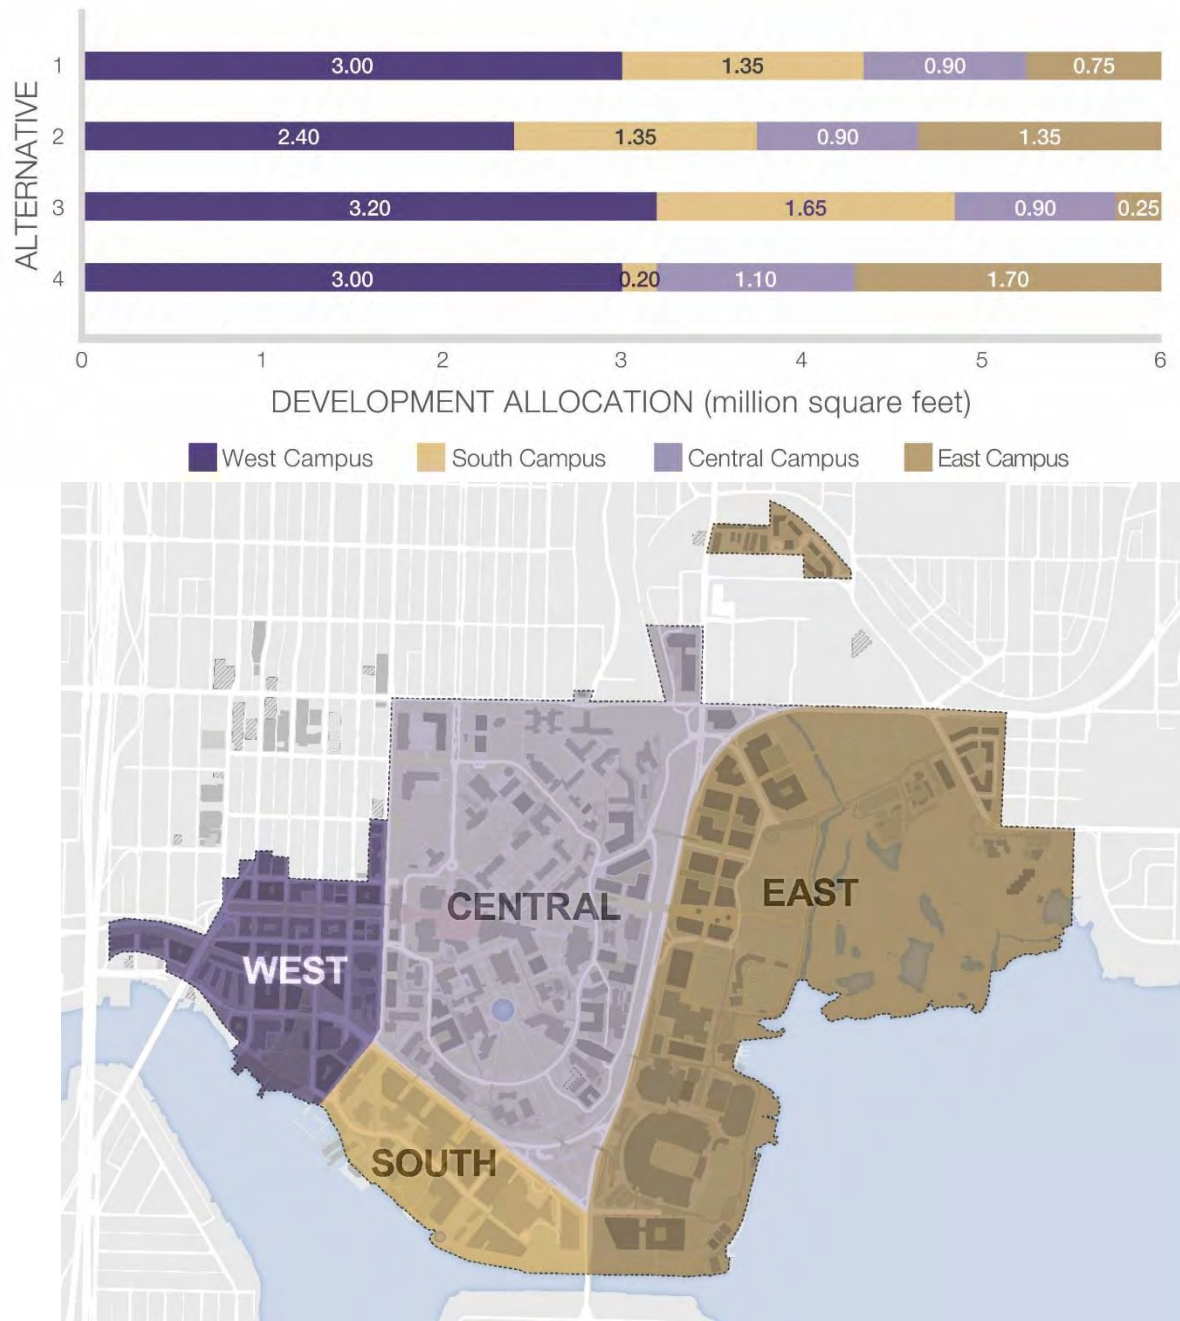 ALTERNATIVE
1 3.00 1.35 0.90 0.75
2 2.40 1.35 0.90 1.35
3 3.20 1.65 0.90 0.25
4 3.00 0.20 1.10 1.70
0 1 2 3 4 5 6
DEVELOPMENT ALLOCATION (million square feet)
West Campus South Campus Central Campus East Campus
CENTRAL
EAST
WEST
SOUTH